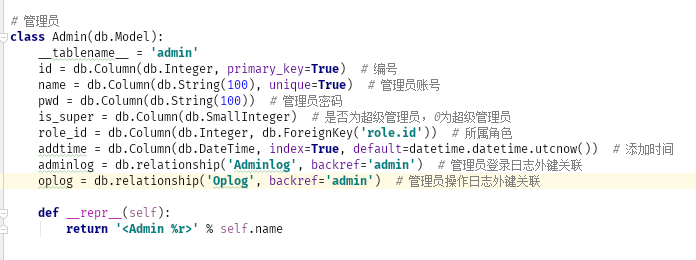 # 管理员
class Admin(db.Model):
    __tablename__ = 'admin'
    id = db.Column(db.Integer, primary_key=True)  # 编号
    name = db.Column(db.String(100), unique=True)  # 管理员账号
    pwd = db.Column(db.String(100))  # 管理员密码
    is_super = db.Column(db.SmallInteger)  # 是否为超级管理员，0为超级管理员
    role_id = db.Column(db.Integer, db.ForeignKey('role.id'))  # 所属角色
    addtime = db.Column(db.DateTime, index=True, default=datetime.datetime.utcnow())  # 添加时间
    adminlog = db.relationship('Adminlog', backref='admin')  # 管理员登录日志外键关联
    oplog = db.relationship('Oplog', backref='admin')  # 管理员操作日志外键关联
    def __repr__(self):
        return '<Admin %r>' % self.name